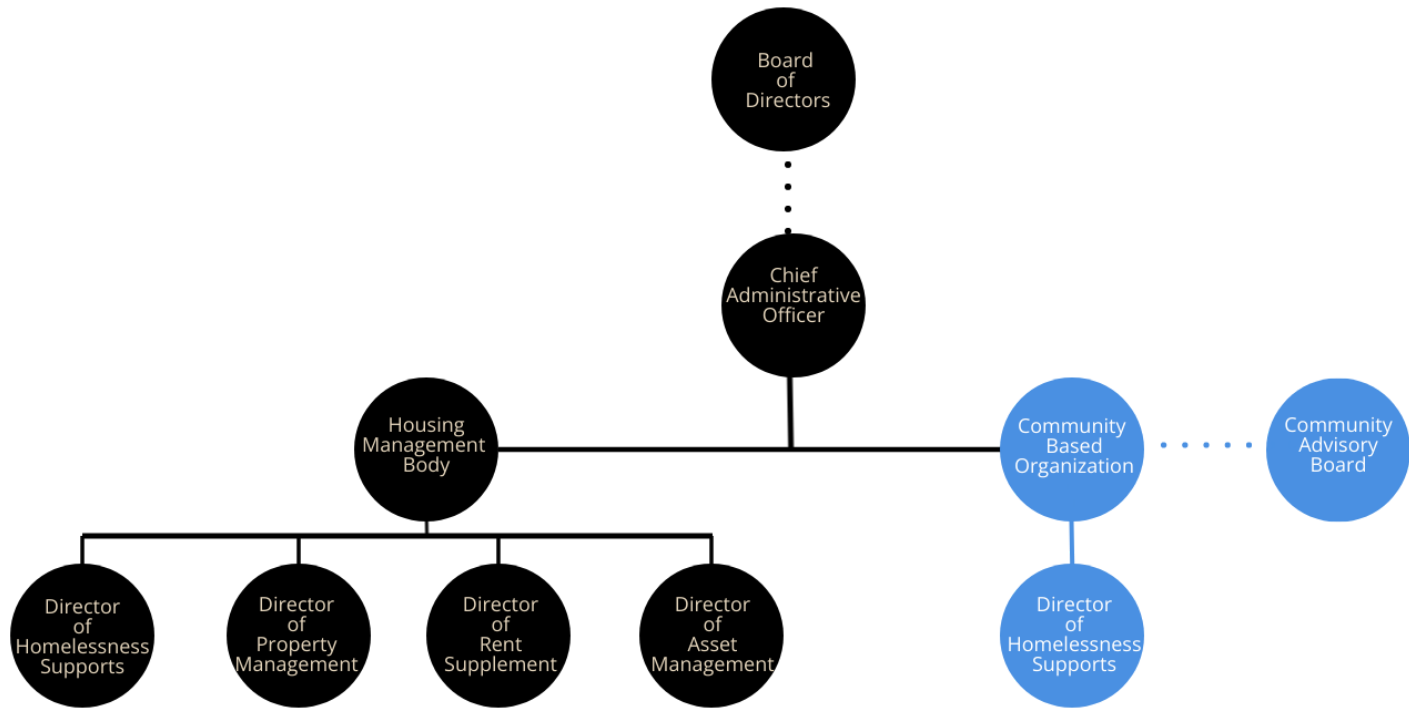 Board
of
Directors
Chief
Administrative
Officer
Housing
Management
Body
Community
Based
Organization
Community
Advisory
Board
Director
of
Homelessness
Supports
Director
of
Property
Management
Director
of
Rent
Supplement
Director
of
Asset
Management
Director
of
Homelessness
Supports